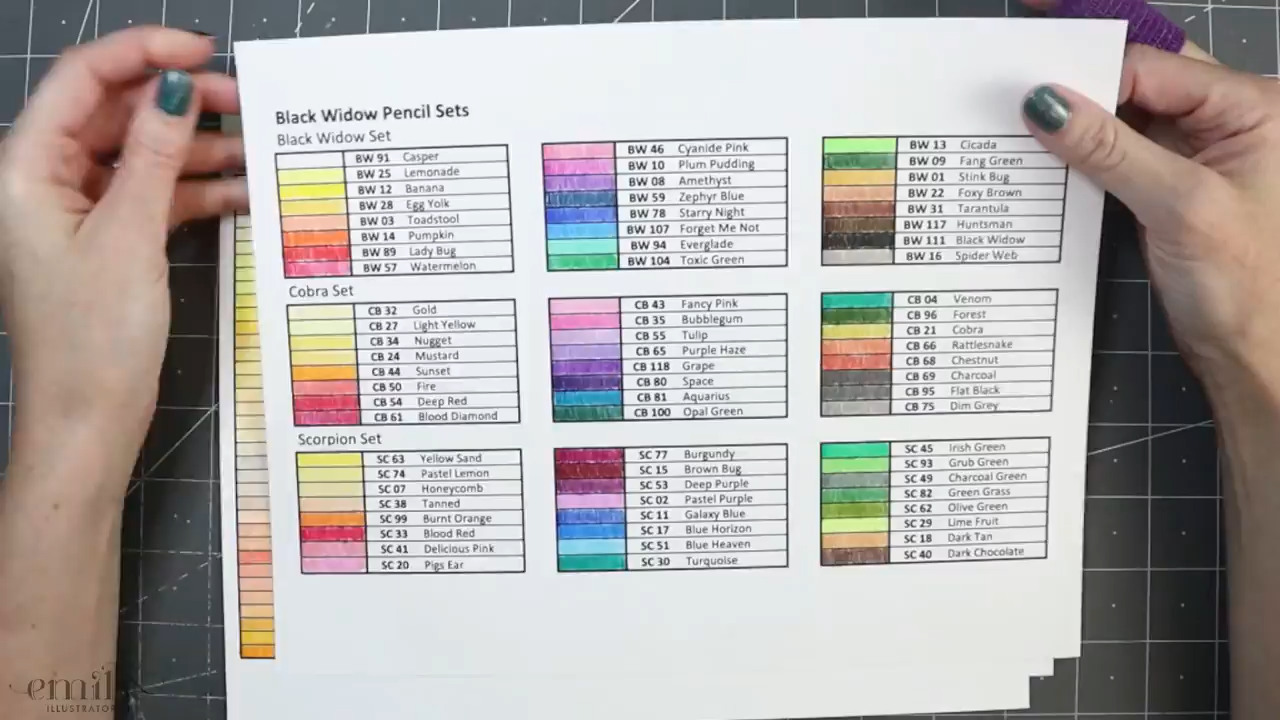 Black Widow Pencil Sets
Black Widow Set
BW 91 Casper
BW 25 Lemonade
BW 12 Banana
BW 28 Egg Yolk
BW 03 Toadstool
BW 14 Pumpkin
BW 89 Lady Bug
BW 57 Watermelon
BW 46 Cyanide Pink
BW 10 Plum Pudding
BW 08 Amethyst
BW 59 Zephyr Blue
BW 78 Starry Night
BW 107 Forget Me Not
BW 94 Everglade
BW 104 Toxic Green
BW 13 Cicada
BW 09 Fang Green
BW 01 Stink Bug
BW 22 Foxy Brown
BW 31 Tarantula
BW 117 Huntsman
BW 111 Black Widow
BW 16 Spider Web
Cobra Set
CB 32 Gold
CB 27 Light Yellow
CB 34 Nugget
CB 24 Mustard
CB 44 Sunset
CB 50 Fire
CB 54 Deep Red
CB 61 Blood Diamond
CB 43 Fancy Pink
CB 35 Bubblegum
CB 55 Tulip
CB 65 Purple Haze
CB 118 Grape
CB 80 Space
CB 81 Aquarius
CB 100 Opal Green
CB 04 Venom
CB 96 Forest
CB 21 Cobra
CB 66 Rattlesnake
CB 68 Chestnut
CB 69 Charcoal
CB 95 Flat Black
CB 75 Dim Grey
Scorpion Set
SC 63 Yellow Sand
SC 74 Pastel Lemon
SC 07 Honeycomb
SC 38 Tanned
SC 99 Burnt Orange
SC 33 Blood Red
SC 41 Delicious Pink
SC 20 Pigs Ear
SC 77 Burgundy
SC 15 Brown Bug
SC 53 Deep Purple
SC 02 Pastel Purple
SC 11 Galaxy Blue
SC 17 Blue Horizon
SC 51 Blue Heaven
SC 30 Turquoise
SC 45 Irish Green
SC 93 Grub Green
SC 49 Charcoal Green
SC 82 Green Grass
SC 62 Olive Green
SC 29 Lime Fruit
SC 18 Dark Tan
SC 40 Dark Chocolate